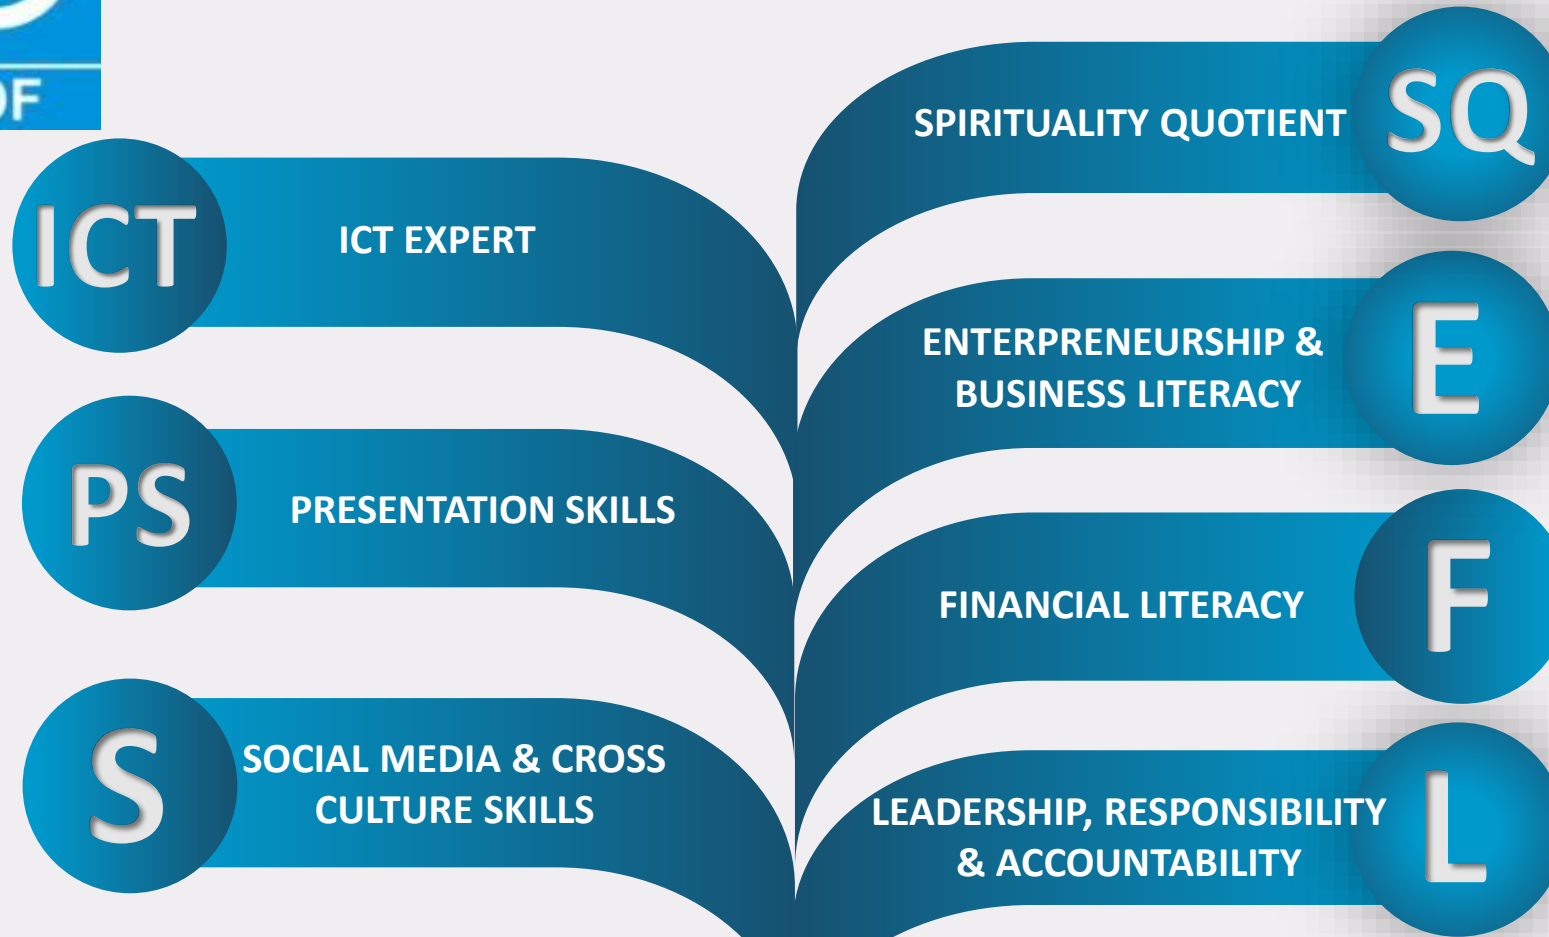 OF
ICT
ICT EXPERT
PS
PRESENTATION SKILLS
S
SOCIAL MEDIA & CROSS
CULTURE SKILLS
SPIRITUALITY QUOTIENT
SQ
ENTERPRENEURSHIP &
BUSINESS LITERACY
E
FINANCIAL LITERACY
F
LEADERSHIP, RESPONSIBILITY
& ACCOUNTABILITY
L